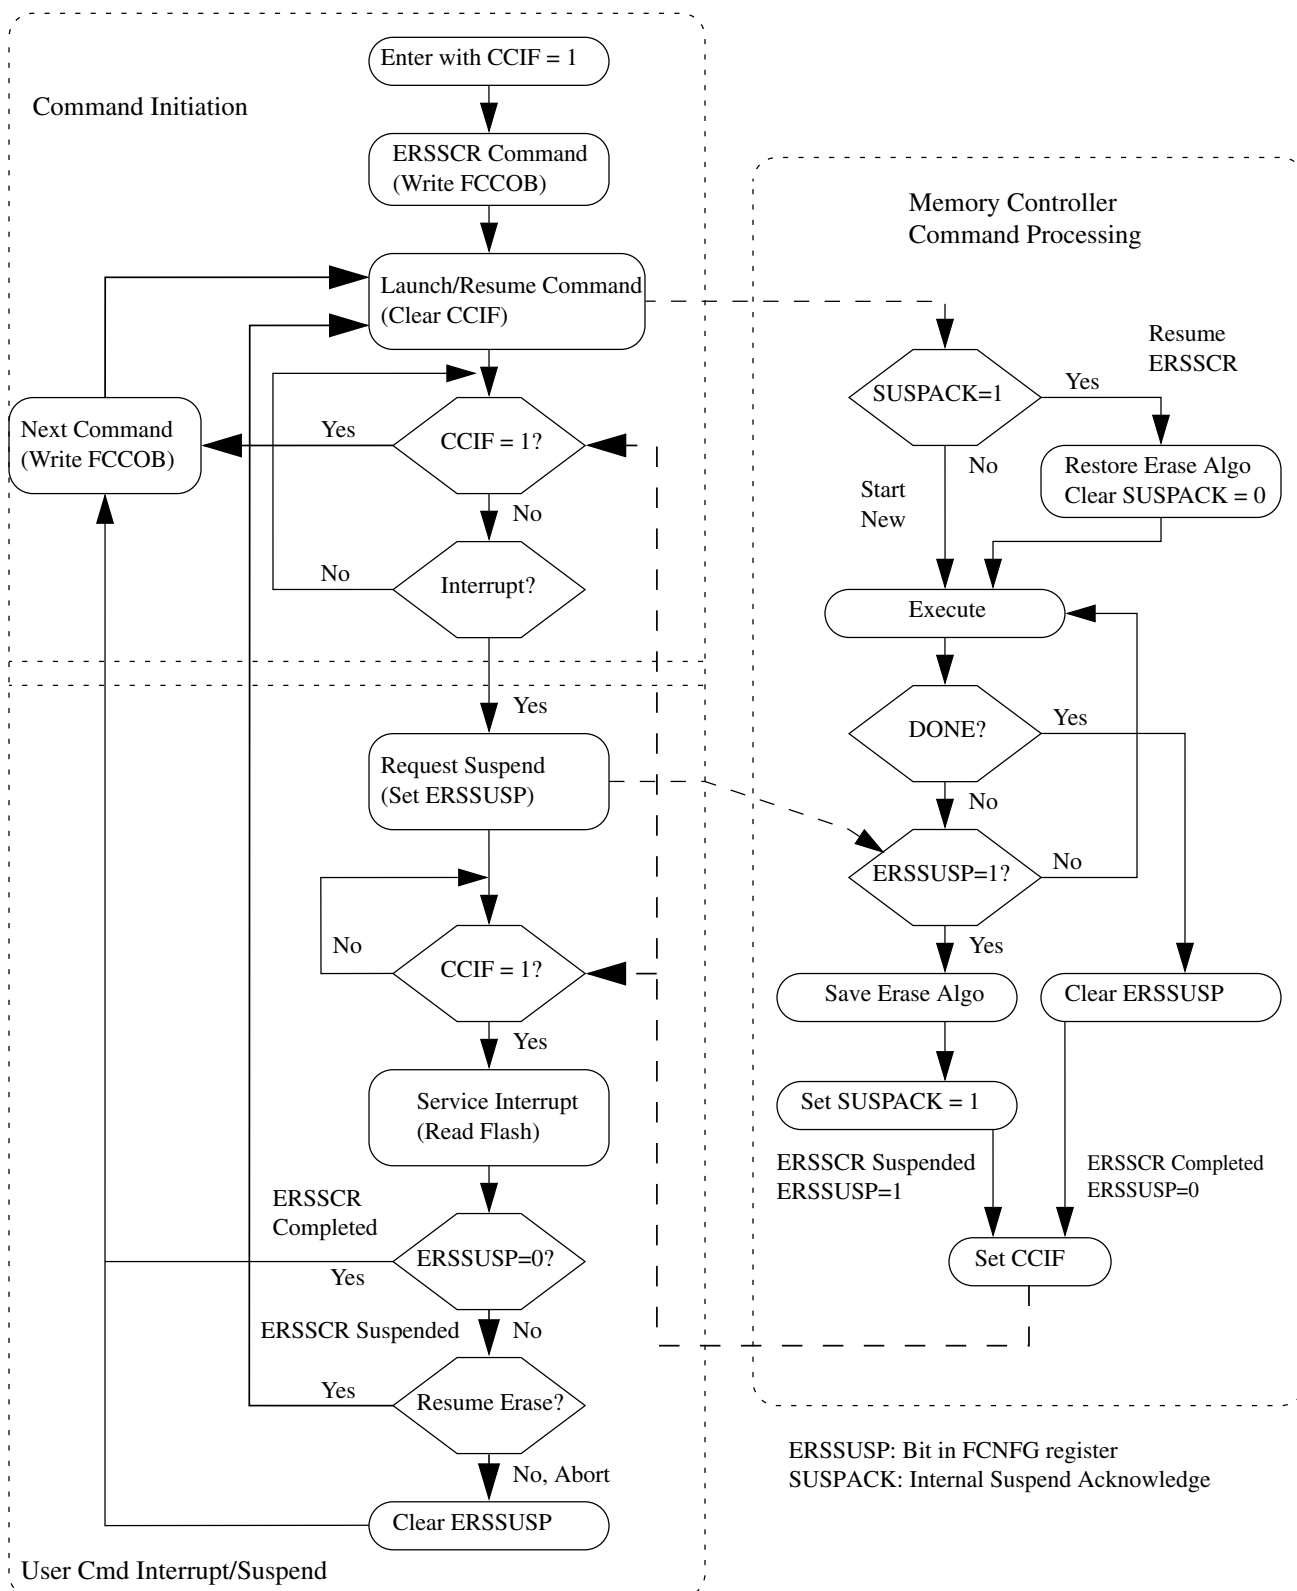 Enter with CCIF = 1
Command Initiation
ERSSCR Command
(Write FCCOB)
Memory Controller
Command Processing
Launch/Resume Command
(Clear CCIF)
Resume
ERSSCR
SUSPACK=1
Yes
Next Command
(Write FCCOB)
Yes
CCIF = 1?
No
Restore Erase Algo
Clear SUSPACK = 0
Start
New
No
No
Interrupt?
Execute
Yes
DONE?
Yes
Request Suspend
(Set ERSSUSP)
No
ERSSUSP=1?
No
No
CCIF = 1?
Yes
Save Erase Algo
Clear ERSSUSP
Yes
Service Interrupt
(Read Flash)
Set SUSPACK = 1
ERSSCR Suspended
ERSSUSP=1
ERSSCR Completed
ERSSUSP=0
ERSSCR
Completed
ERSSUSP=0?
Yes
Set CCIF
ERSSCR Suspended
No
Yes
Resume Erase?
No, Abort
ERSSUSP: Bit in FCNFG register
SUSPACK: Internal Suspend Acknowledge
Clear ERSSUSP
User Cmd Interrupt/Suspend